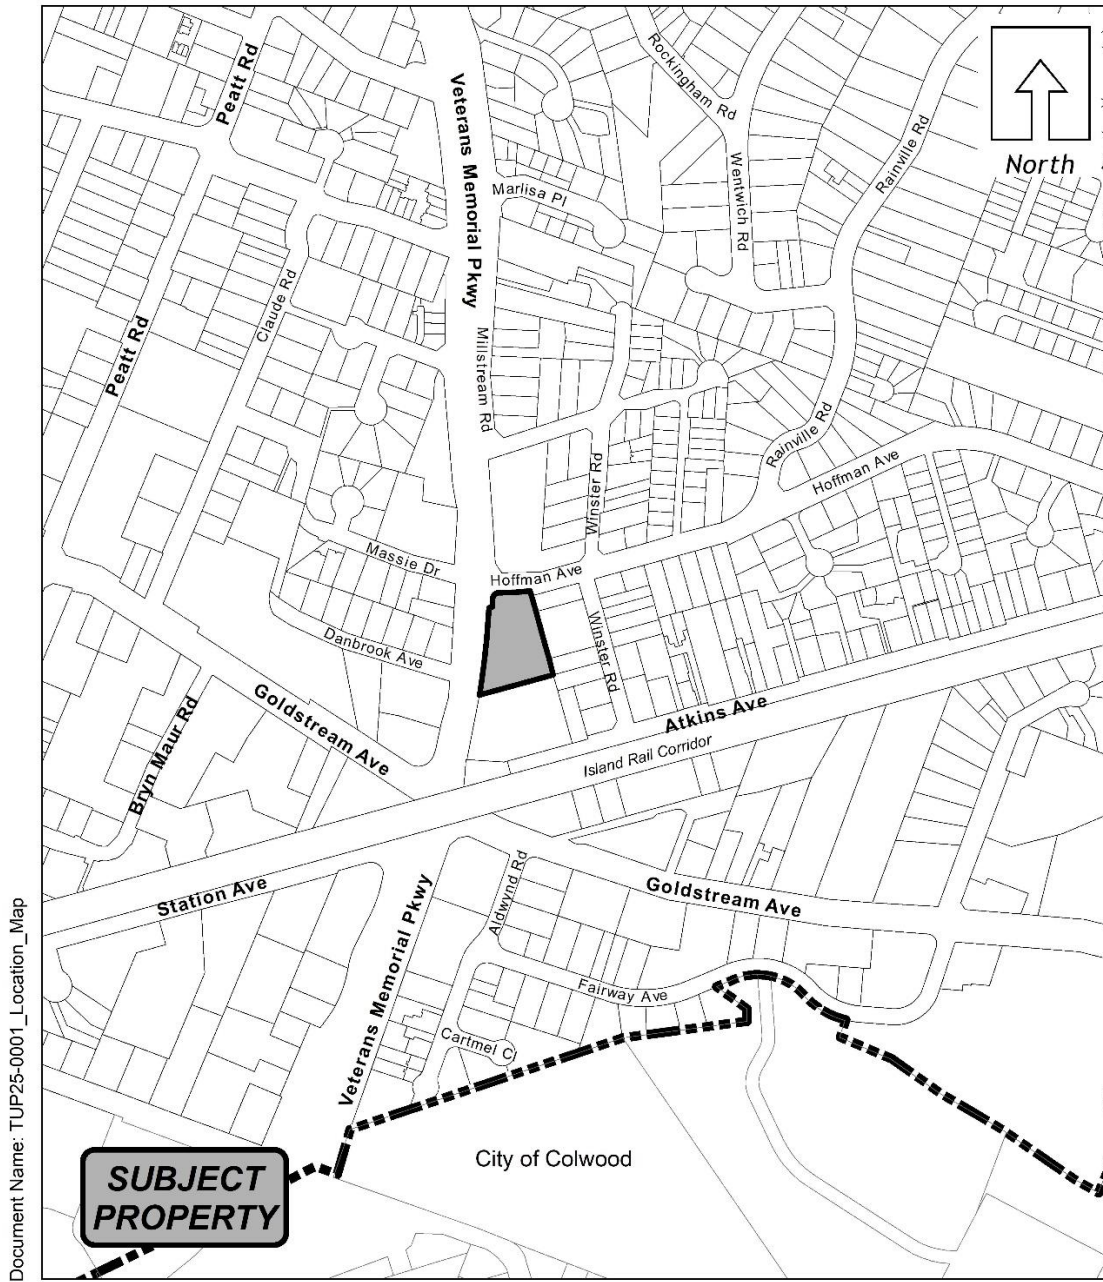 Peatt Rd
Veterans Memorial Pkwy
Rockingham Rd
Rainville Rd
North
Wentwich Rd
Marlisa Pl
Claude Rd
Peatt Rd
Millstream Rd
Rainville Rd
Hoffman Ave
Winster Rd
Massie Dr
Hoffman Ave
Danbrook Ave
Winster Rd
Goldstream Ave
Bryn Maur Rd
Atkins Ave
Island Rail Corridor
Station Ave
Aldwynd Rd
Goldstream Ave
Veterans Memorial Pkwy
Fairway Ave
Cartmel Cl
City of Colwood
SUBJECT
PROPERTY
Document Name: TUP25-0001_Location_Map